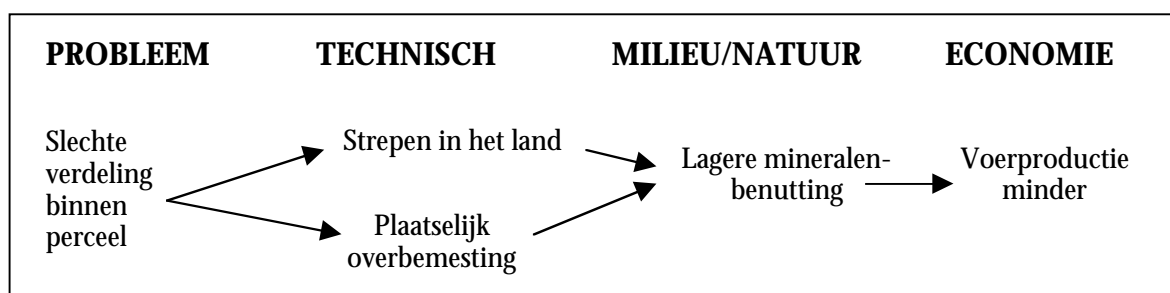 PROBLEEM TECHNISCH MILIEU/NATUUR ECONOMIE
Slechte
verdeling
binnen
perceel
Strepen in het land
Plaatselijk
overbemesting
Lagere mineralen-
benutting
Voerproductie
minder